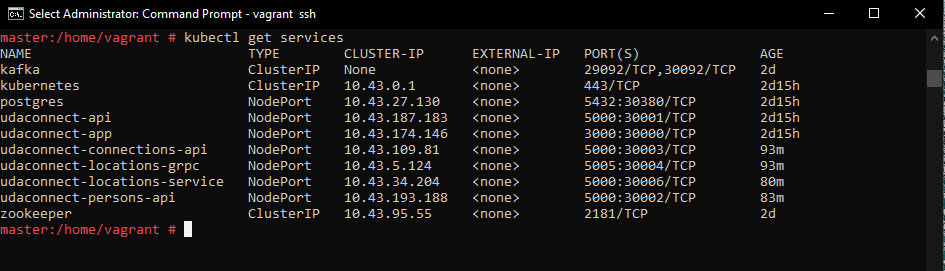 Select Administrator: Command Prompt - vagrant ssh
master:/home/vagrant # kubectl get services
NAME TYPE CLUSTER-IP EXTERNAL-IP PORT(S) AGE
kafka ClusterIP None <none> 29092/TCP,30092/TCP 2d
kubernetes ClusterIP 10.43.0.1 <none> 443/TCP 2d15h
postgres NodePort 10.43.27.130 <none> 5432:30380/TCP 2d15h
udaconnect-api NodePort 10.43.187.183 <none> 5000:30001/TCP 2d15h
udaconnect-app NodePort 10.43.174.146 <none> 3000:30000/TCP 2d15h
udaconnect-connections-api NodePort 10.43.109.81 <none> 5000:30003/TCP 93m
udaconnect-locations-grpc NodePort 10.43.5.124 <none> 5005:30004/TCP 93m
udaconnect-locations-service NodePort 10.43.34.204 <none> 5000:30006/TCP 80m
udaconnect-persons-api NodePort 10.43.193.188 <none> 5000:30002/TCP 83m
zookeeper ClusterIP 10.43.95.55 <none> 2181/TCP 2d
master:/home/vagrant #